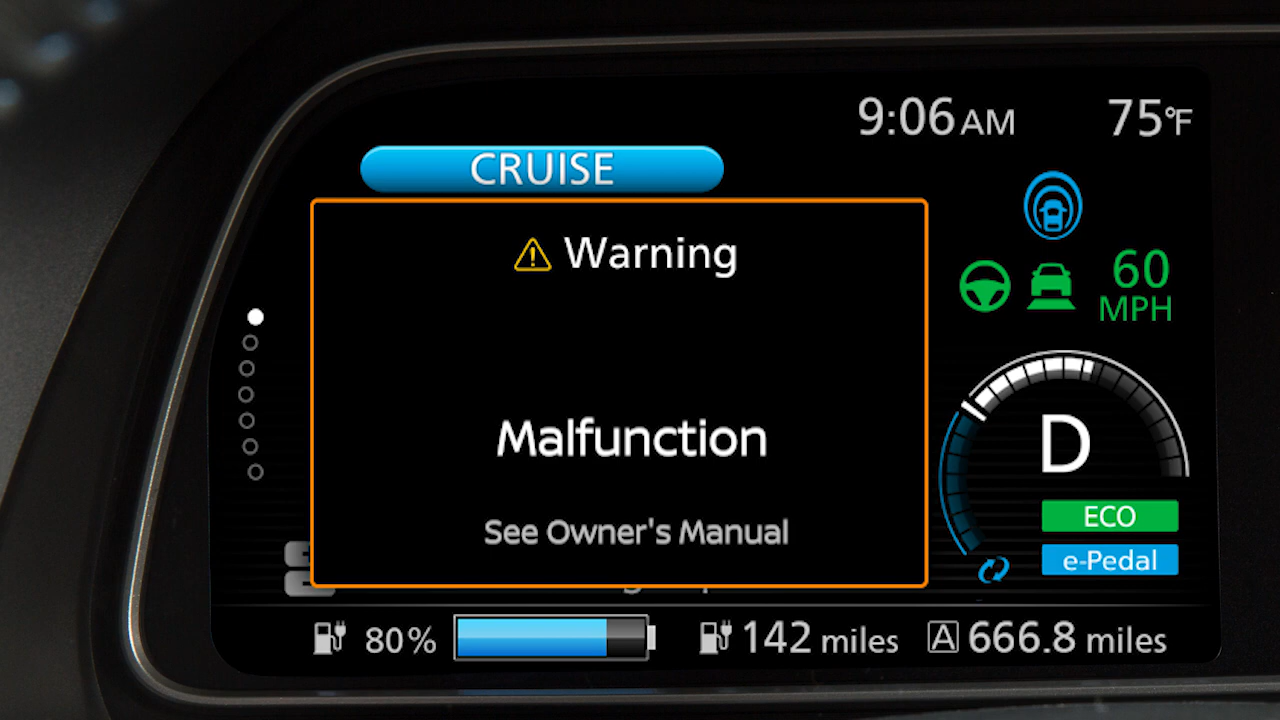 9:06 AM 75°F
CRUISE
Warning
60
MPH
Malfunction
D
See Owner's Manual
ECO
e-Pedal
80% 142 miles A 666.8 miles